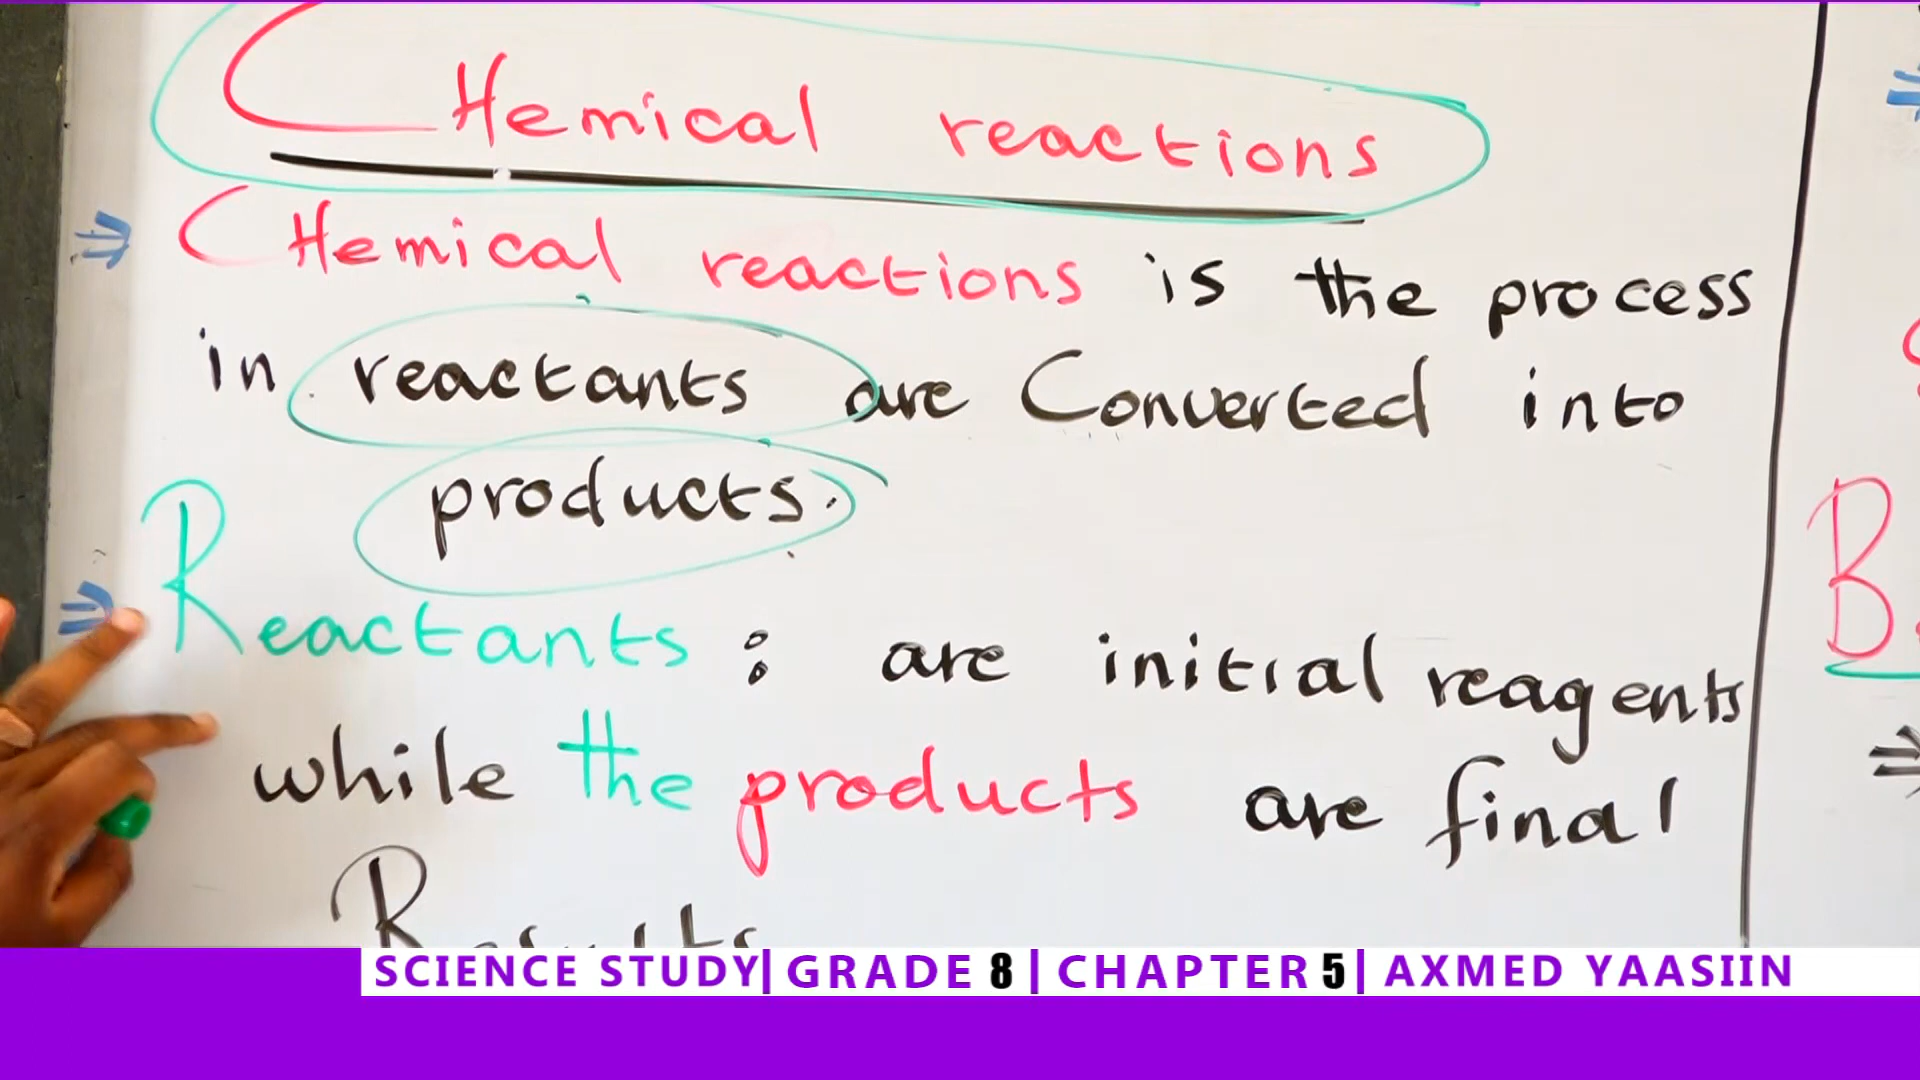 CHemical reactions
CHemical reactions is the process
in reactants are Converted into
products.
Reactants : are initial reagents
while the products are final
Results
SCIENCE STUDY| GRADE 8 | CHAPTER 5 | AXMED YAASIIN